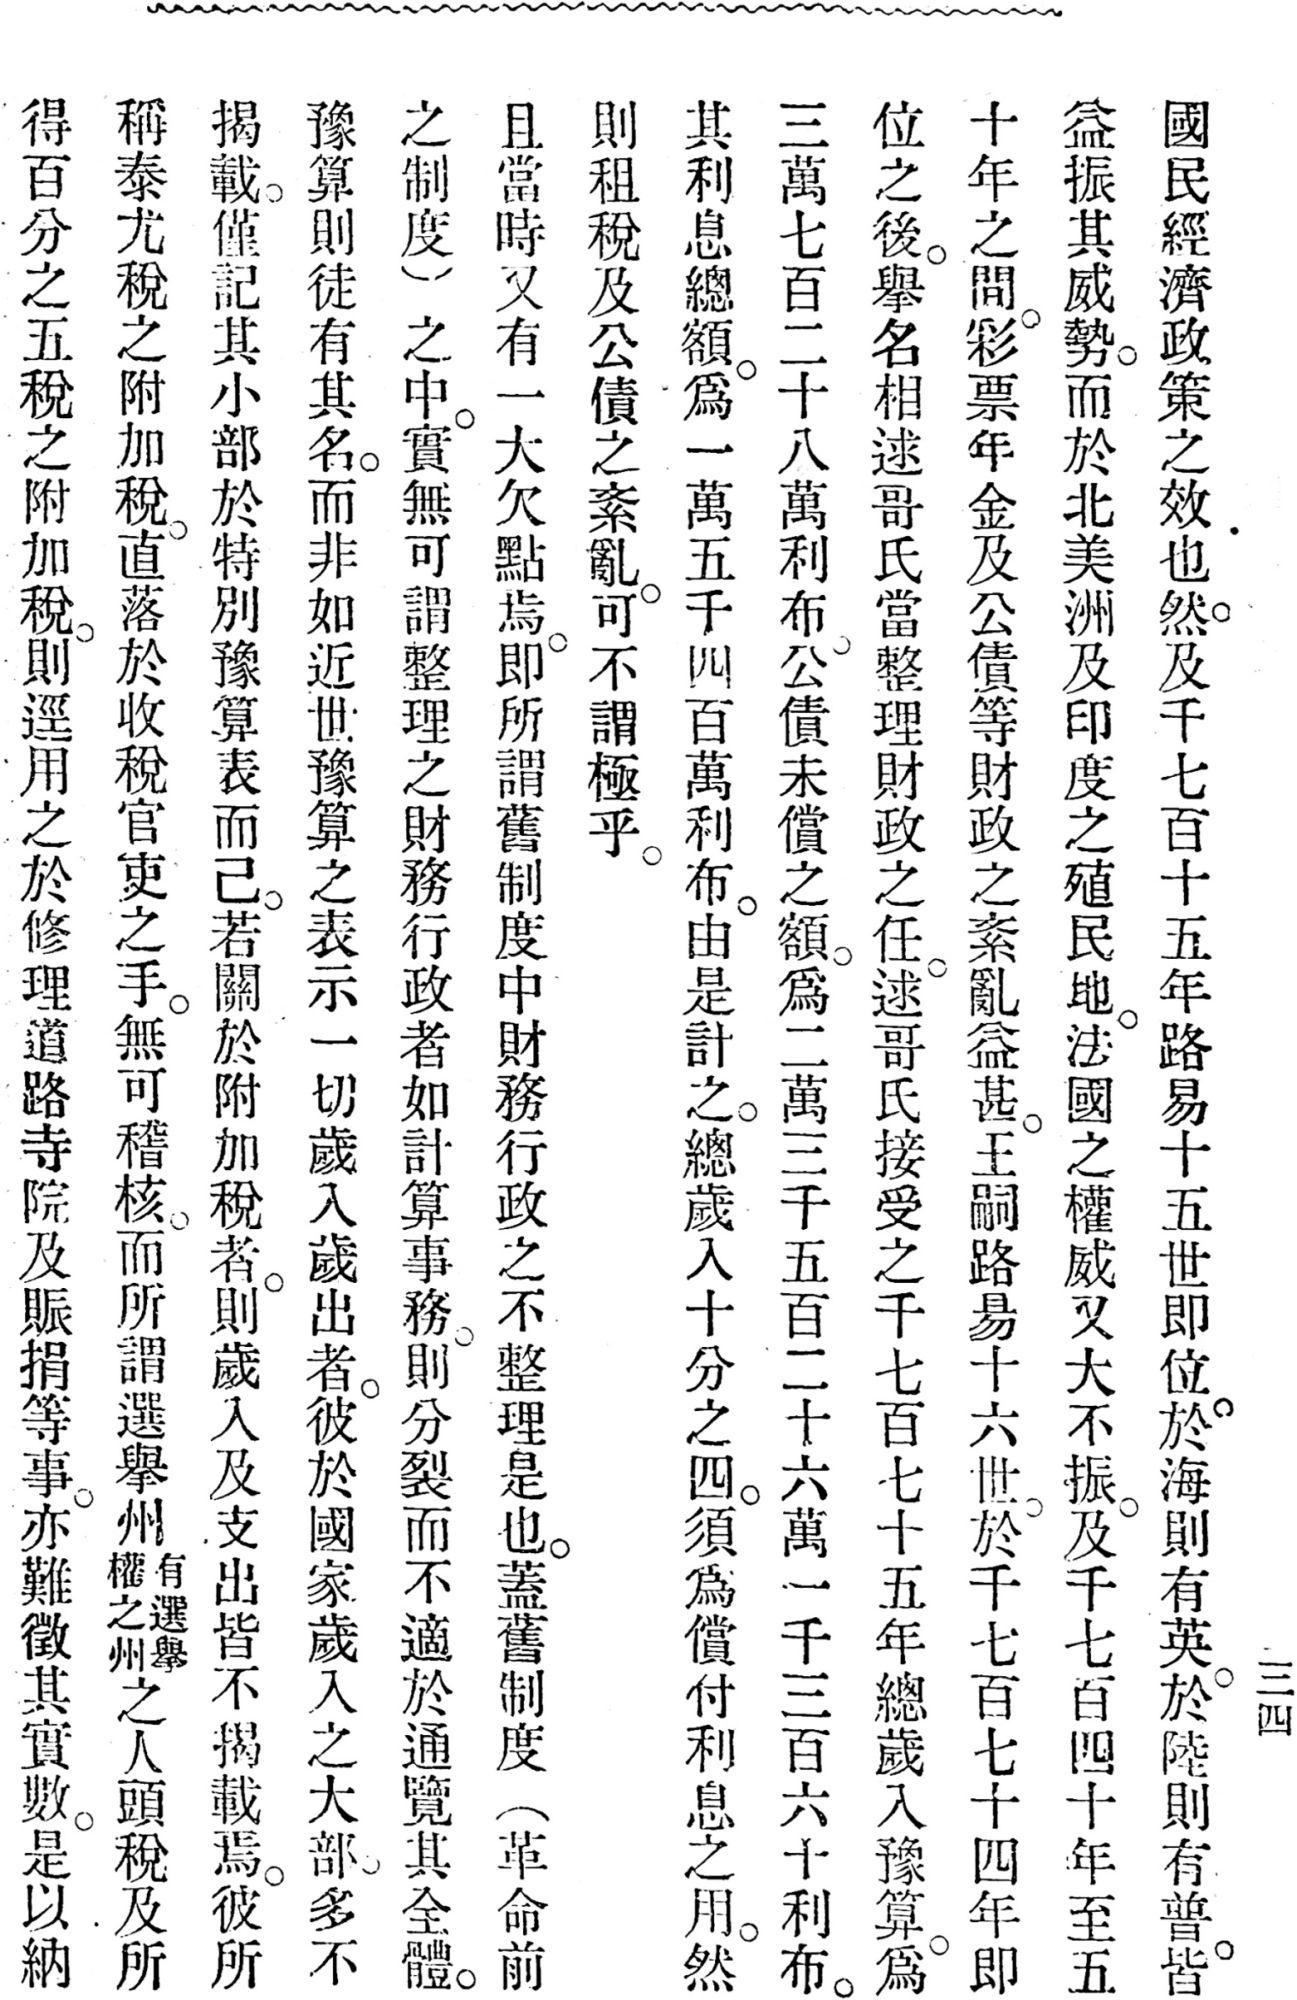 三四
國民經濟政策之效也。然及千七百十五年路易十五世即位。於海則有英。於陸則有普。皆
益振其威勢。而於北美洲及印度之殖民地。法國之權威又大不振。及千七百四十年至五
十年之間。彩票年金及公債等財政之紊亂益甚。王嗣路易十六世。於千七百七十四年即
位之後。舉名相逑哥氏當整理財政之任。逑哥氏接受之千七百七十五年總歲入豫算。爲
三萬七百二十八萬利布。公債未償之額。爲二萬三千五百二十六萬一千三百六十利布。
其利息總額。爲一萬五千四百萬利布。由是計之。總歲入十分之四。須爲償付利息之用。然
則租稅及公債之紊亂。可不謂極乎。
且當時又有一大欠點焉。即所謂舊制度中財務行政之不整理是也。蓋舊制度（革命前
之制度）之中。實無可謂整理之財務行政者如計算事務。則分裂而不適於通覽其全體。
豫算則徒有其名。而非如近世豫算之表示一切歲入歲出者。彼於國家歲入之大部。多不
揭載。僅記其小部於特別豫算表而己。若關於附加稅者。則歲入及支出皆不揭載焉。彼所
稱泰尤稅之附加稅。直落於收稅官吏之手。無可稽核。而所謂選舉州有選舉權之州之人頭稅及所
得百分之五稅之附加稅。則逕用之於修理道路寺院及賑捐等事。亦難徵其實數。是以納